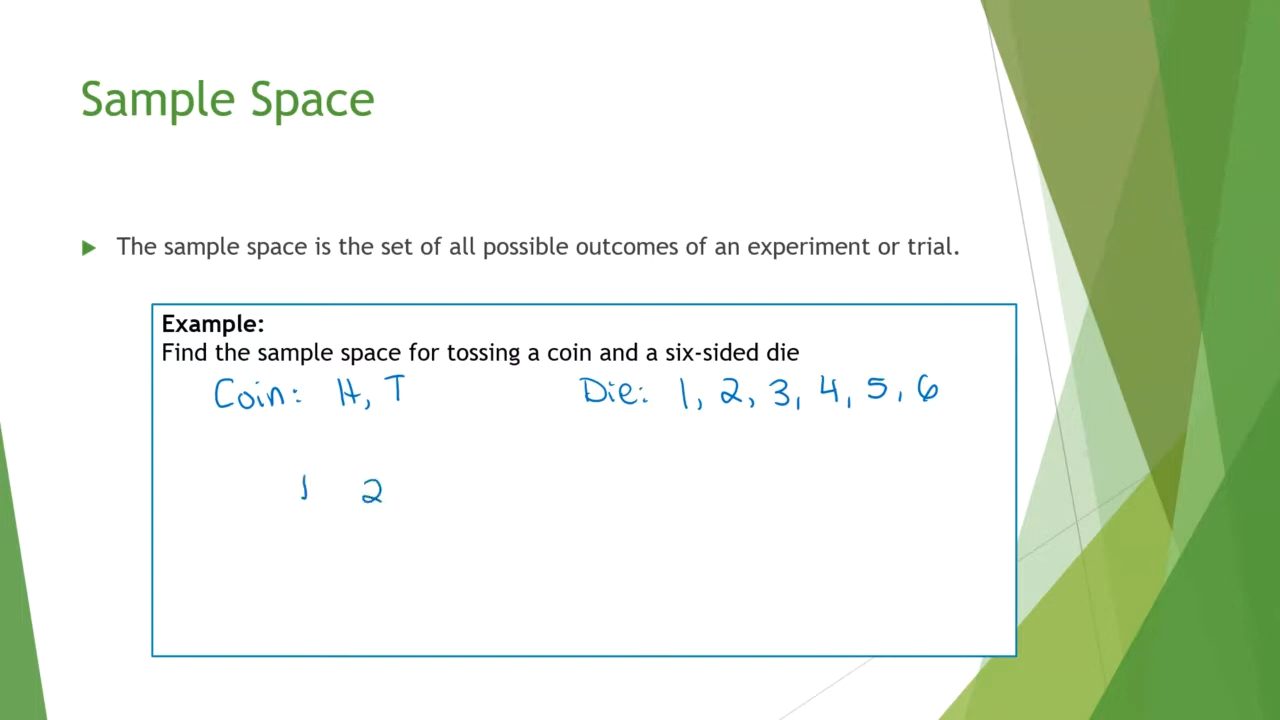 Sample Space
The sample space is the set of all possible outcomes of an experiment or trial.
Example:
Find the sample space for tossing a coin and a six-sided die
Coin: H, T Die: 1, 2, 3, 4, 5, 6
1 2